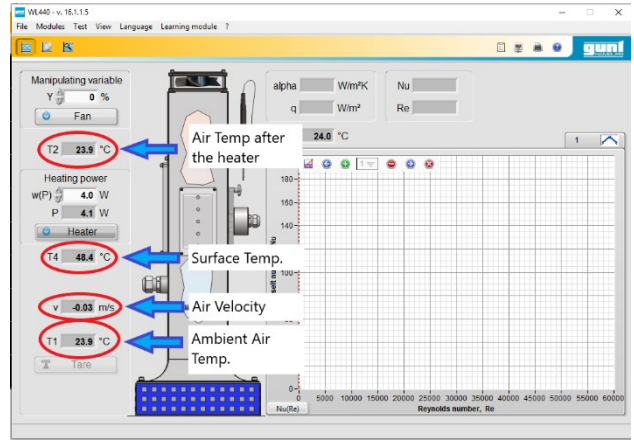 WL440 - v. 16.1.1.5
File Modules Test View Language Learning module ?
gunt
Manipulating variable
Y 0 %
Fan
T2 23.9 °C
Heating power
w(P) 4.0 W
P 4.1 W
Heater
T4 48.4 °C
v -0.03 m/s
T1 23.9 °C
Tare
Air Temp after
the heater
Surface Temp.
Air Velocity
Ambient Air
Temp.
alpha W/m²K
q W/m²
Nu
Re
24.0 °C
1
1
180
160
140
100
0
5000 10000 15000 20000 25000 30000 35000 40000 45000 50000 55000 60000
Nu(Re)
Reynolds number, Re